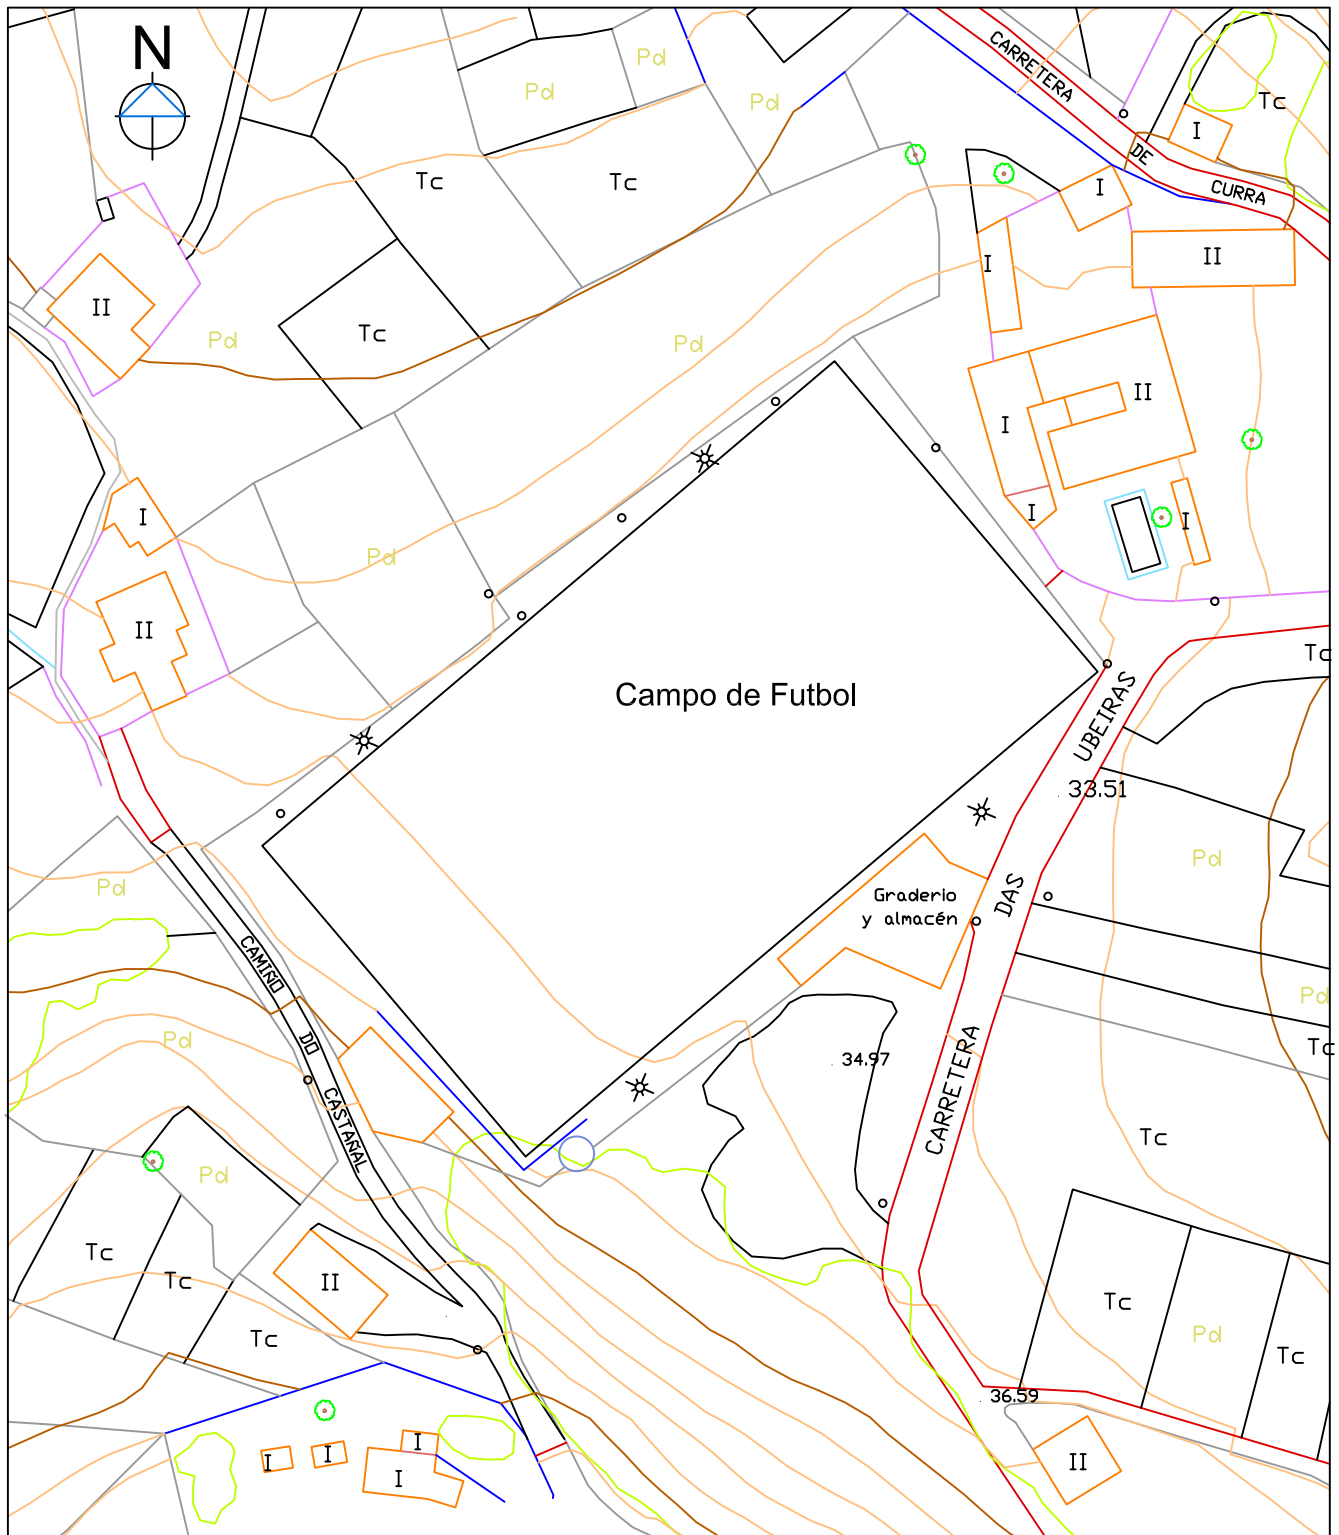 N
Pd
Pd
Pd
CARRETERA
DE
CURRA
Tc
I
Tc
Tc
I
I
II
II
Pd
Tc
Pd
II
I
I
I
I
Pd
II
Campo de Futbol
Tc
UBEIRAS
33.51
DAS
Pd
Pd
Graderio
y almacén
CAMIÑO
DO
CASTAÑAL
Pd
Pd
34.97
Tc
CARRETERA
Tc
Pd
Tc
Tc
II
Tc
Tc
Pd
Tc
36.59
I
I
I
I
II